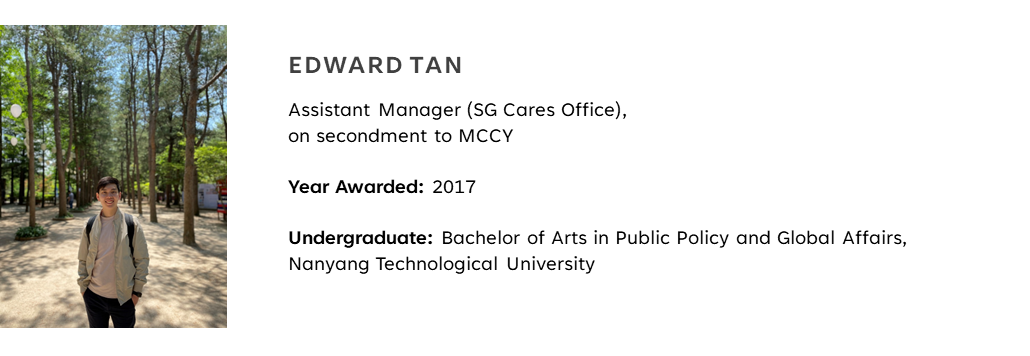 EDWARD TAN
Assistant Manager (SG Cares Office),
on secondment to MCCY
Year Awarded: 2017
Undergraduate: Bachelor of Arts in Public Policy and Global Affairs,
Nanyang Technological University